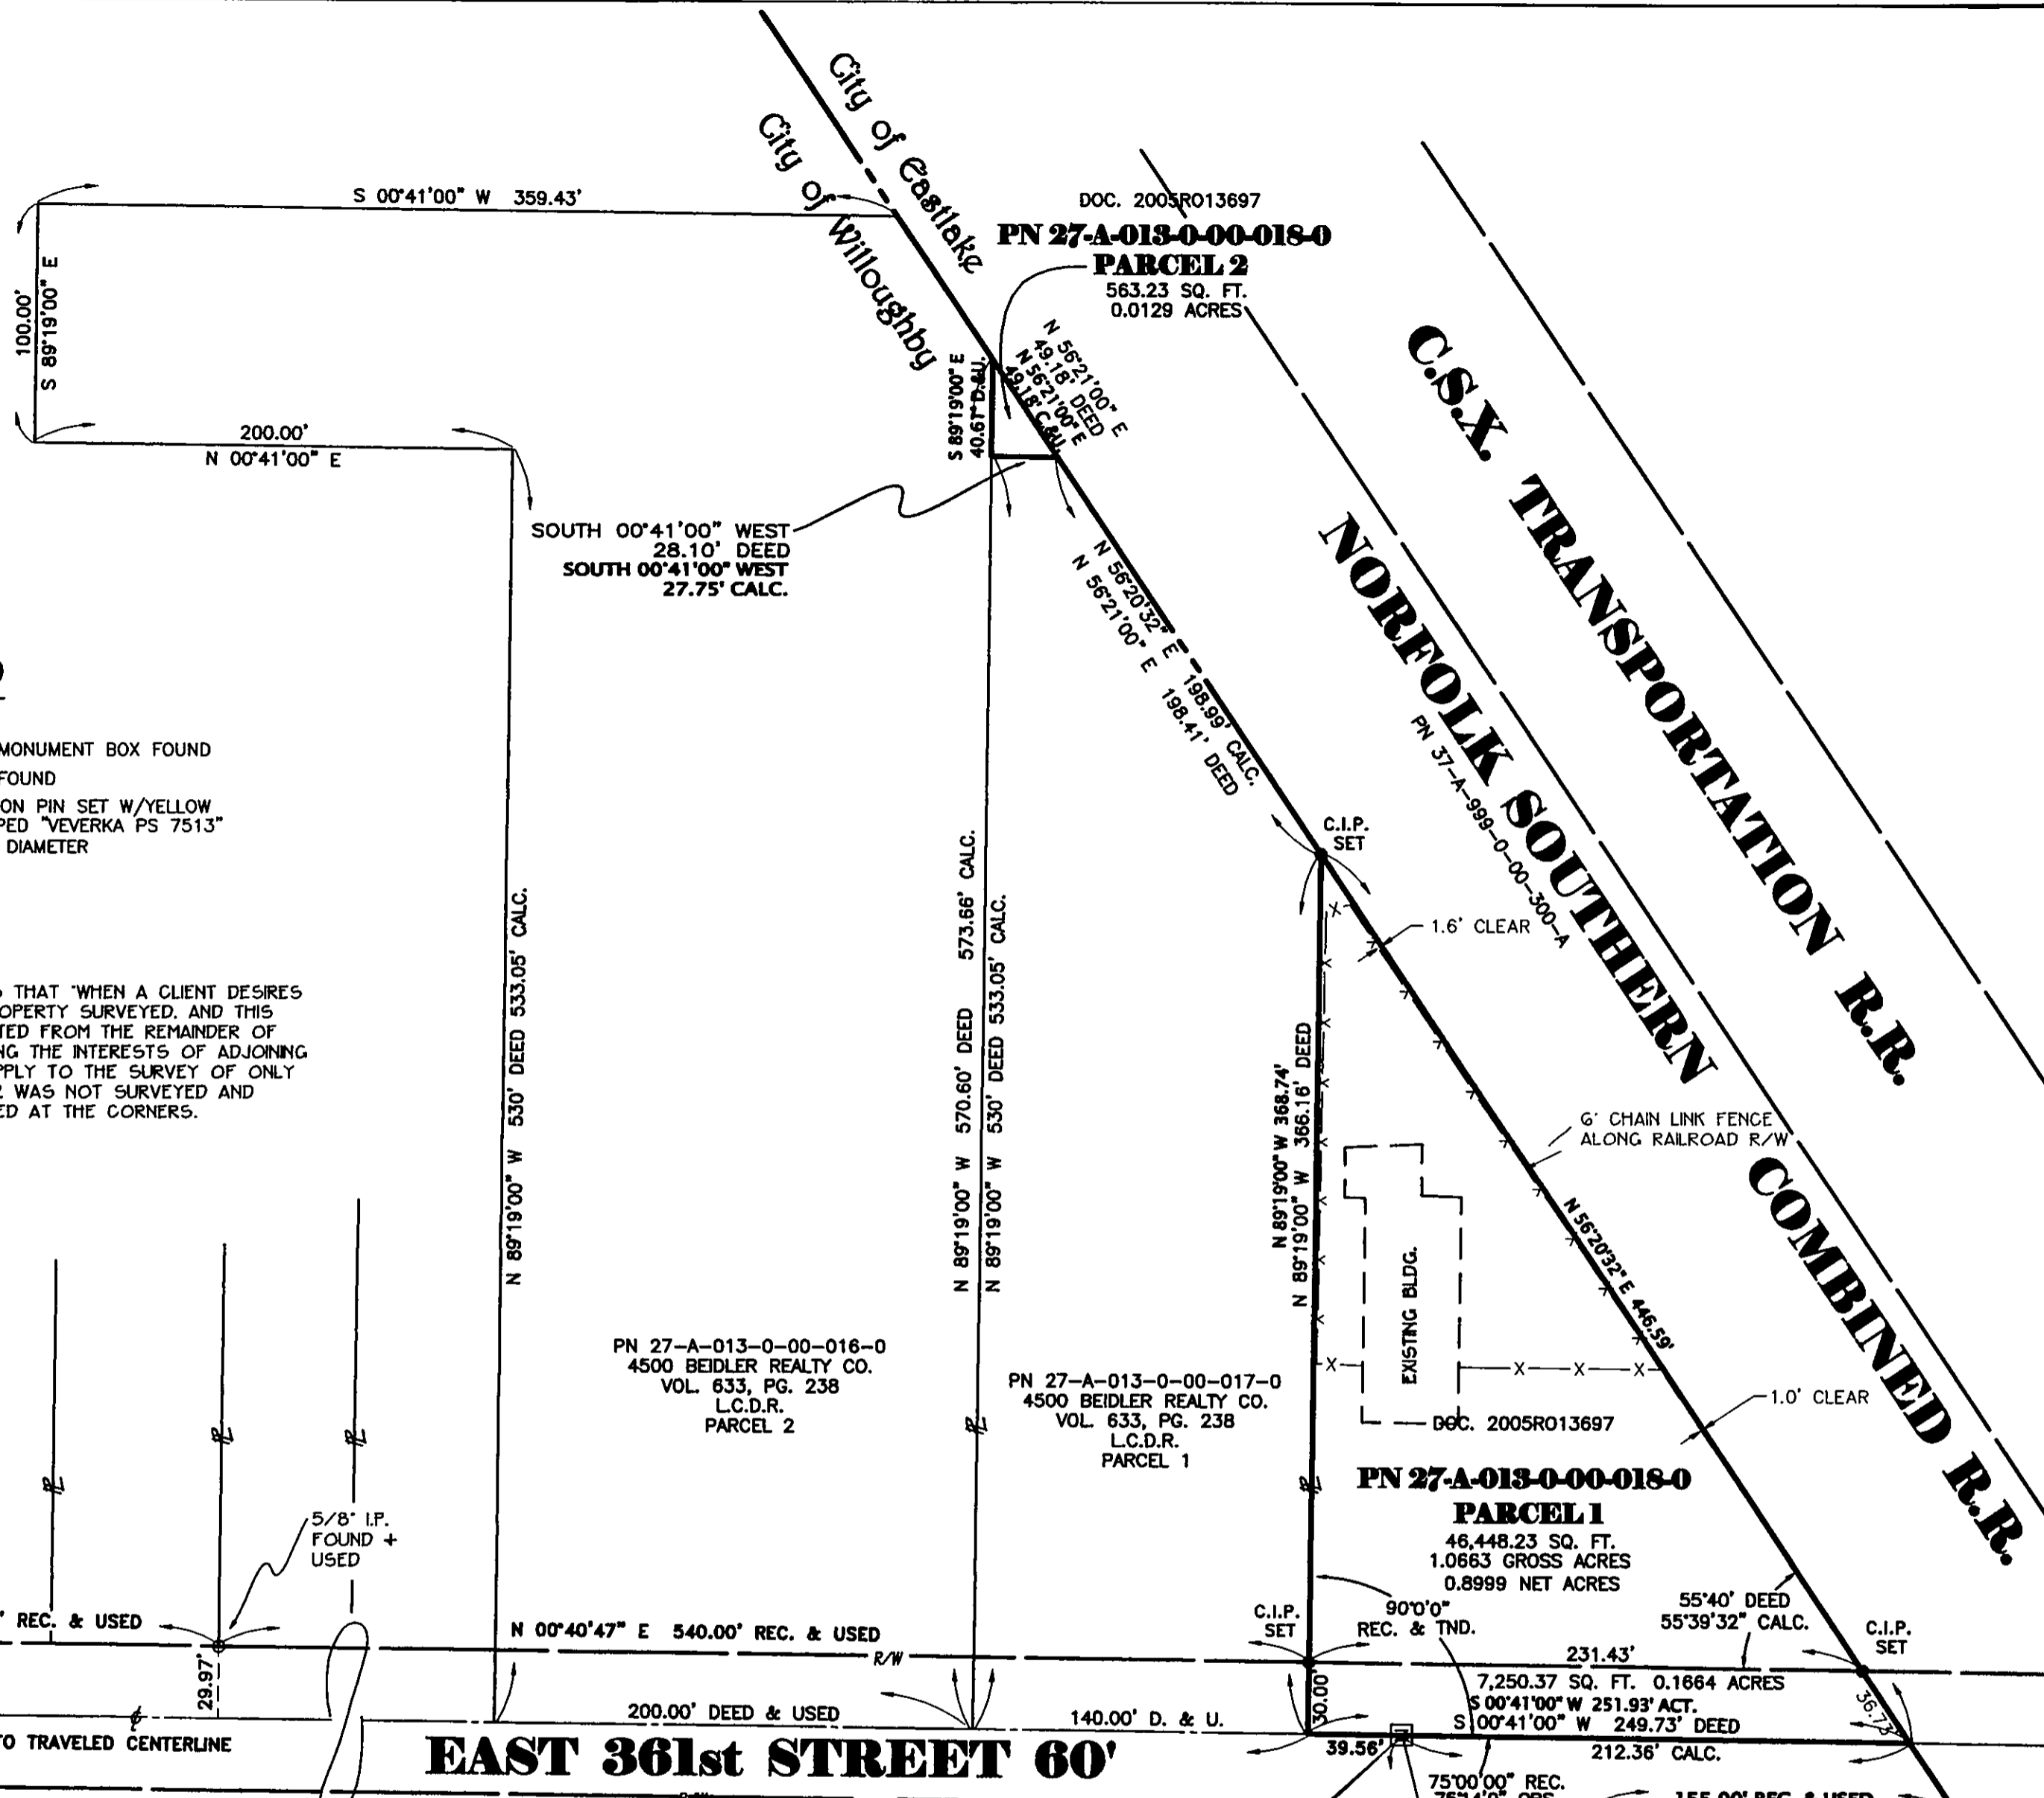 City of Eastlake
City of Willoughby
S 00°41'00" W 359.43'
100.00'
S 89°19'00" E
200.00'
N 00°41'00" E
DOC. 2005R013697
PN 27-A-013-0-00-018-0
PARCEL 2
563.23 SQ. FT.
0.0129 ACRES
S 89°19'00" E
40.61' D.&U.
N 56°21'00" E
49.18' DEED
N 56°21'00" E
49.18' C.&U.
SOUTH 00°41'00" WEST
28.10' DEED
SOUTH 00°41'00" WEST
27.75' CALC.
N 56°20'32" E 198.99' CALC.
N 56°21'00" E 198.41' DEED
C.S.X. TRANSPORTATION R.R.
NORFOLK SOUTHERN COMBINED R.R.
PN 37-A-999-0-00-300-A
MONUMENT BOX FOUND
FOUND
ON PIN SET W/YELLOW
PED "VEVERKA PS 7513"
DIAMETER
C.I.P.
SET
1.6' CLEAR
THAT "WHEN A CLIENT DESIRES
OPERTY SURVEYED. AND THIS
TED FROM THE REMAINDER OF
NG THE INTERESTS OF ADJOINING
PPLY TO THE SURVEY OF ONLY
WAS NOT SURVEYED AND
ED AT THE CORNERS.
N 89°19'00" W 530' DEED 533.05' CALC.
N 89°19'00" W 570.60' DEED 573.66' CALC.
N 89°19'00" W 530' DEED 533.05' CALC.
N 89°19'00" W 368.74'
N 89°19'00" W 366.16' DEED
6' CHAIN LINK FENCE
ALONG RAILROAD R/W
N 56°20'32" E 446.59'
EXISTING BLDG.
1.0' CLEAR
PN 27-A-013-0-00-016-0
4500 BEIDLER REALTY CO.
VOL. 633, PG. 238
L.C.D.R.
PARCEL 2
PN 27-A-013-0-00-017-0
4500 BEIDLER REALTY CO.
VOL. 633, PG. 238
L.C.D.R.
PARCEL 1
DOC. 2005R013697
PN 27-A-013-0-00-018-0
PARCEL 1
46,448.23 SQ. FT.
1.0663 GROSS ACRES
0.8999 NET ACRES
5/8" I.P.
FOUND +
USED
' REC. & USED
N 00°40'47" E 540.00' REC. & USED
R/W
C.I.P.
SET
90°0'0"
REC. & TND.
55°40' DEED
55°39'32" CALC.
C.I.P.
SET
231.43'
7,250.37 SQ. FT. 0.1664 ACRES
S 00°41'00" W 251.93' ACT.
S 00°41'00" W 249.73' DEED
212.36' CALC.
36.73'
29.97'
30.00'
200.00' DEED & USED
140.00' D. & U.
39.56'
O TRAVELED CENTERLINE
EAST 361st STREET 60'
75°00'00" REC.
155.00' REC. & USED